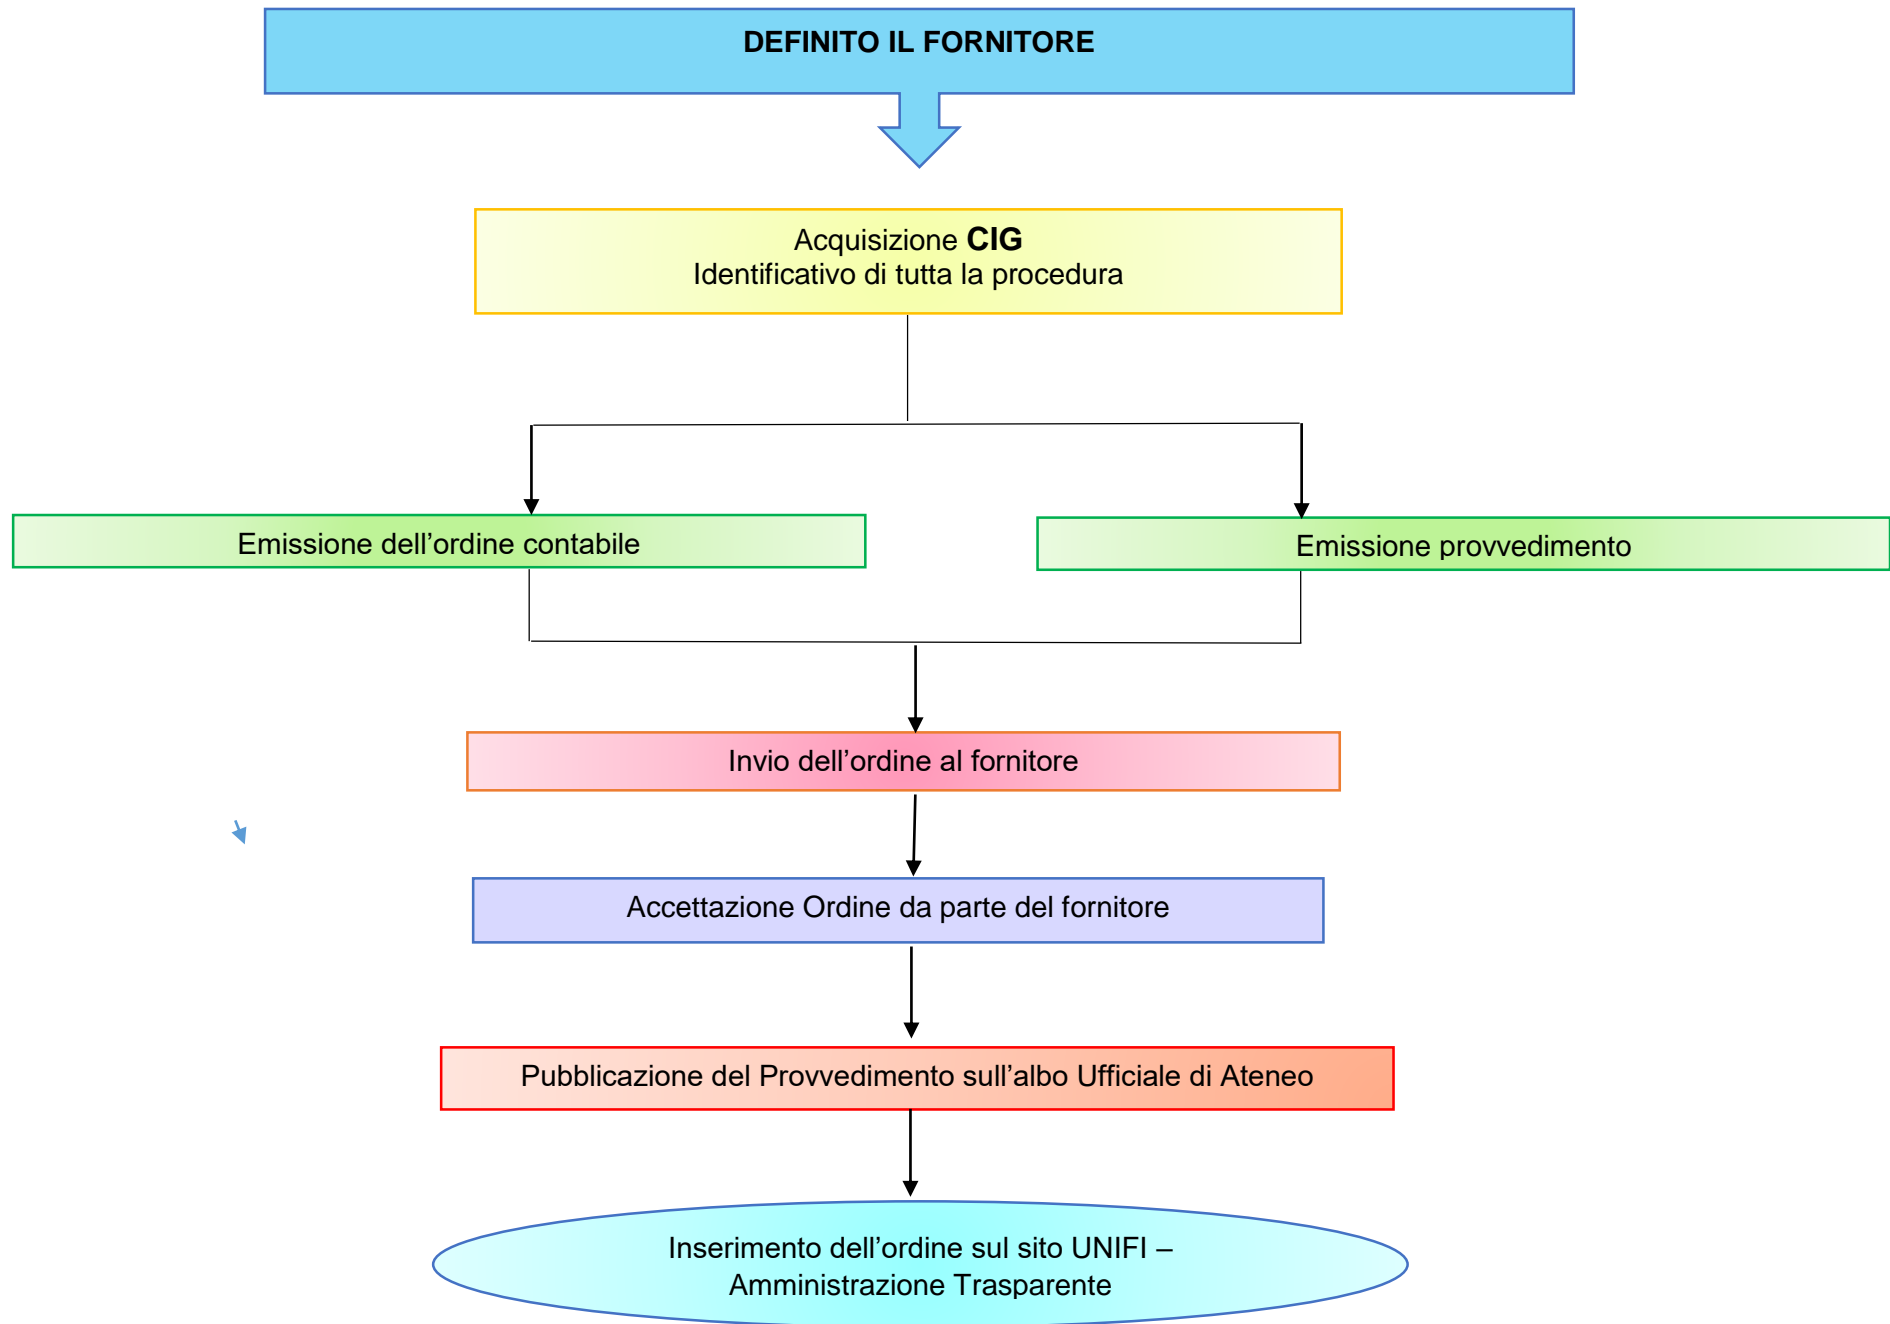 DEFINITO IL FORNITORE
Acquisizione CIG
Identificativo di tutta la procedura
Emissione dell’ordine contabile
Emissione provvedimento
Invio dell’ordine al fornitore
Accettazione Ordine da parte del fornitore
Pubblicazione del Provvedimento sull’albo Ufficiale di Ateneo
Inserimento dell’ordine sul sito UNIFI –
Amministrazione Trasparente